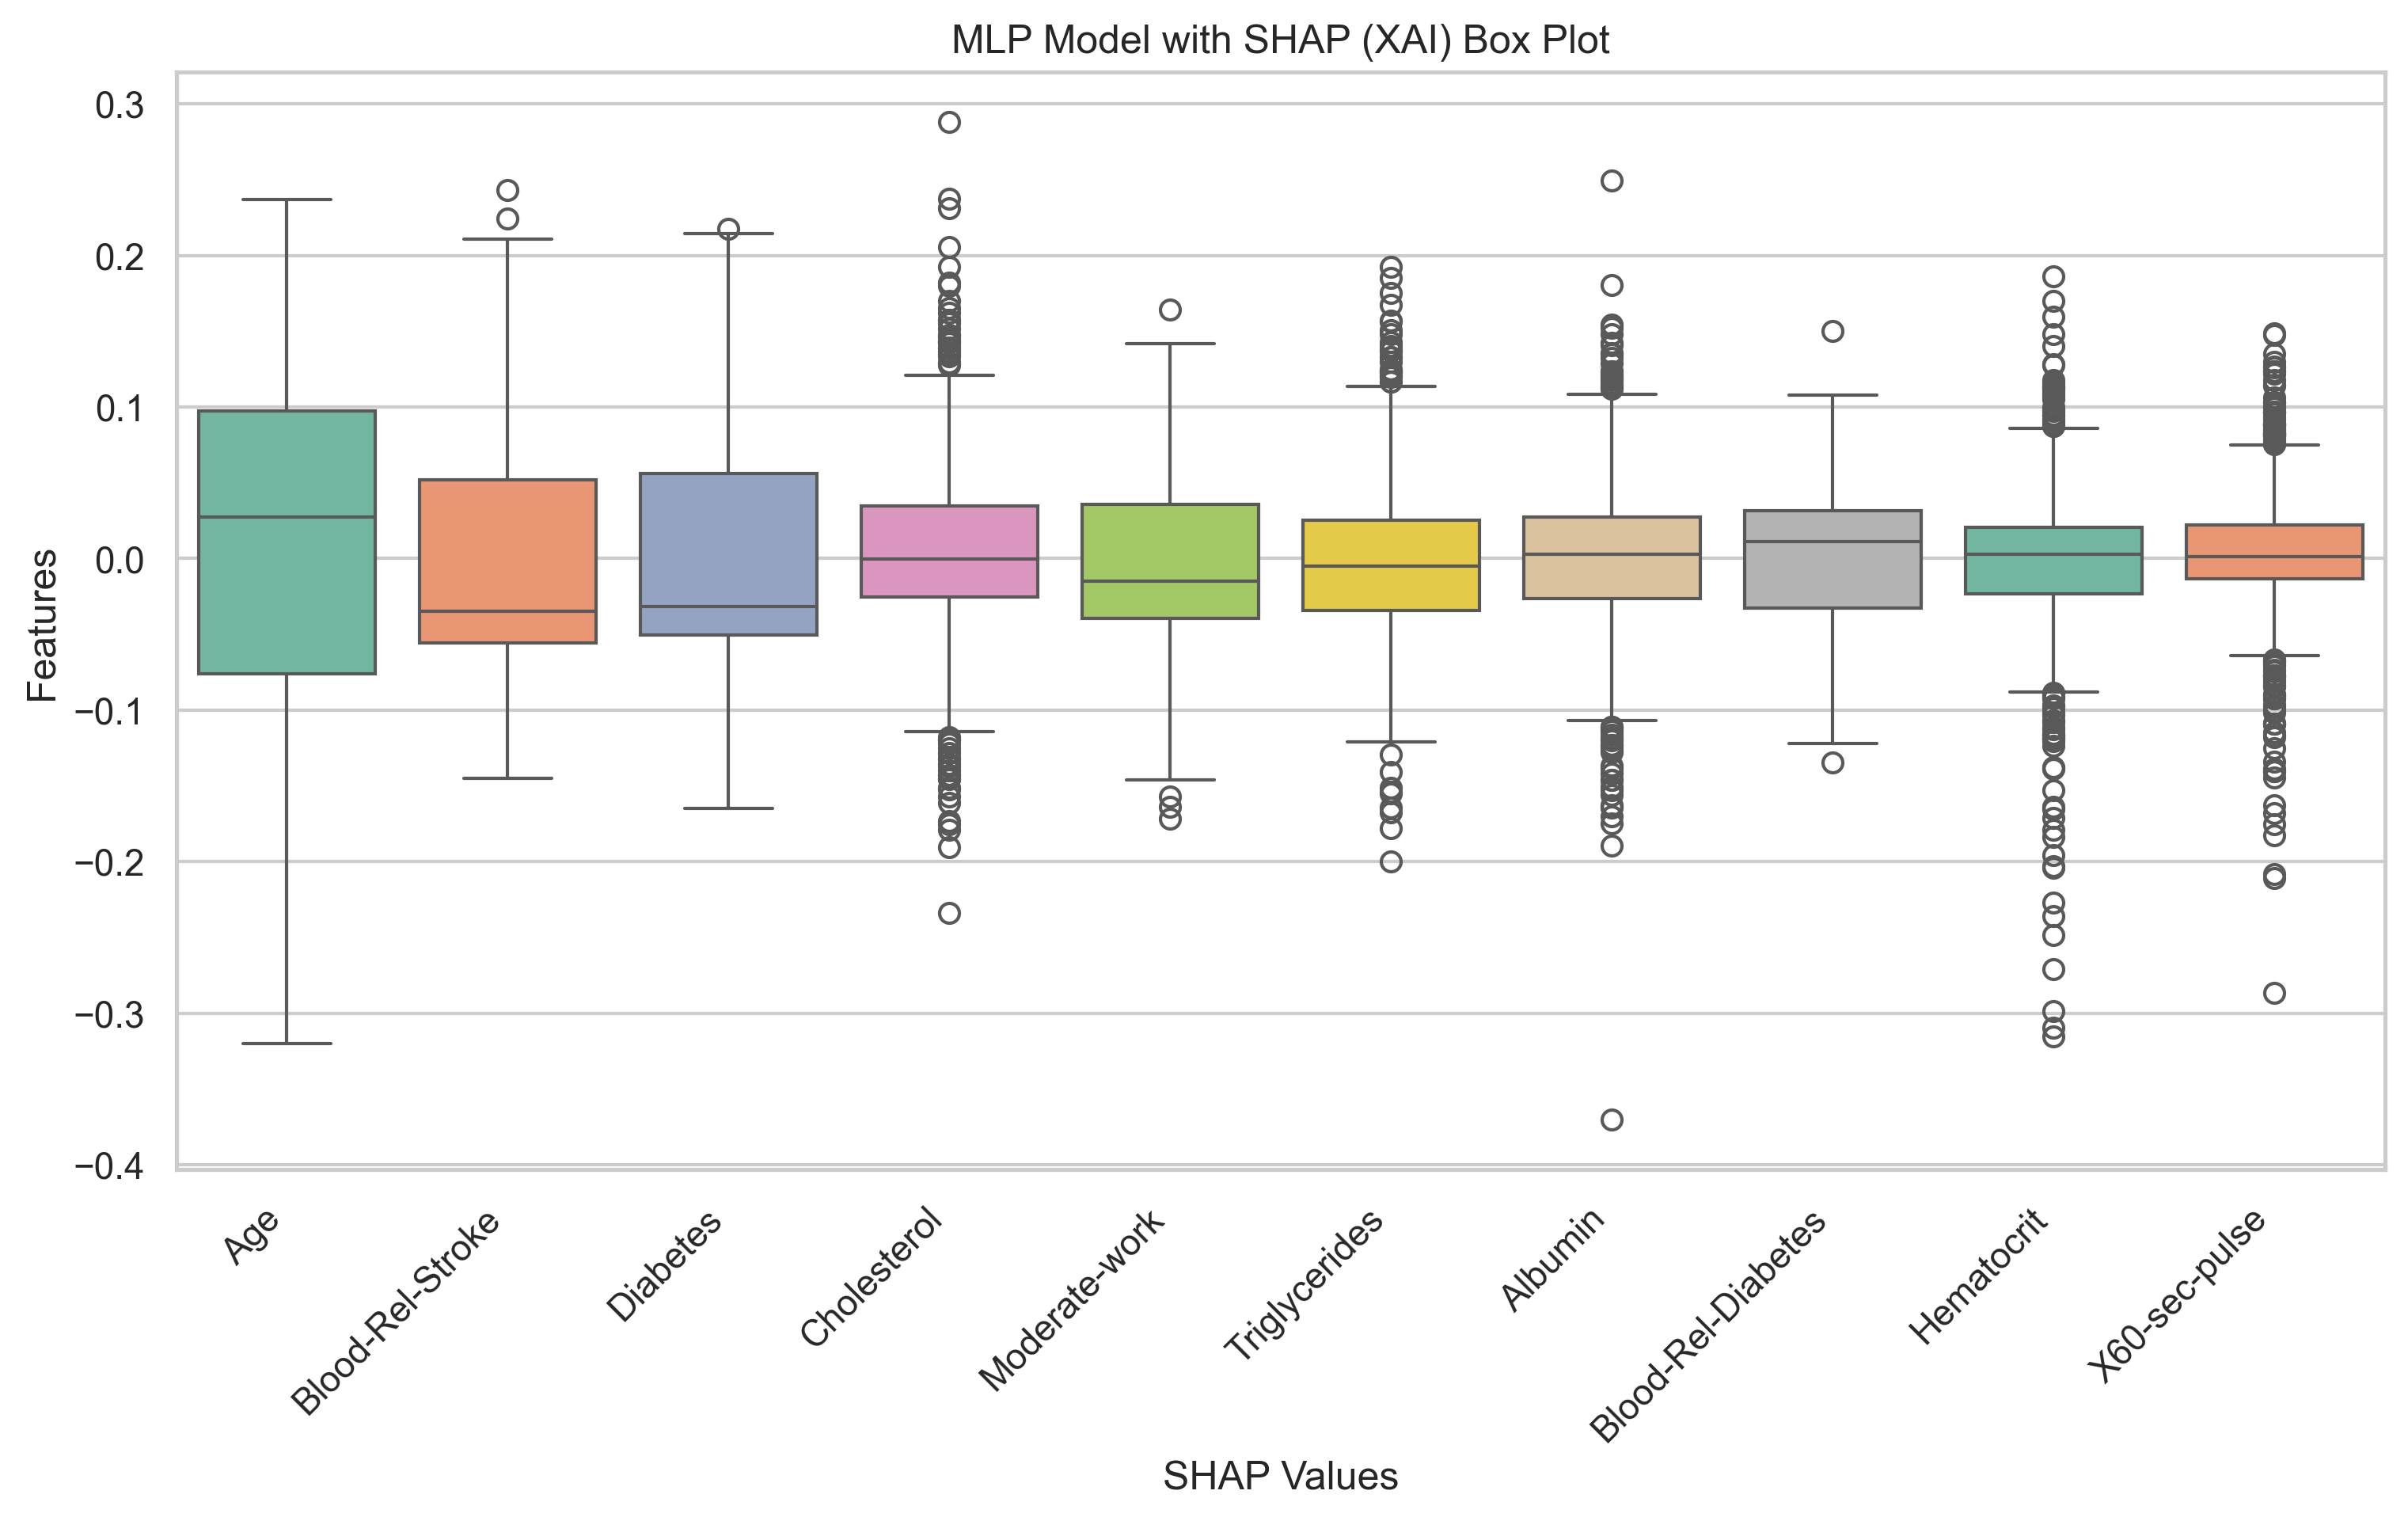 MLP Model with SHAP (XAI) Box Plot
0.3
0.2
0.1
0.0
−0.1
−0.2
−0.3
−0.4
Features
Age
Blood-Rel-Stroke
Diabetes
Cholesterol
Moderate-work
Triglycerides
Albumin
Blood-Rel-Diabetes
Hematocrit
X60-sec-pulse
SHAP Values